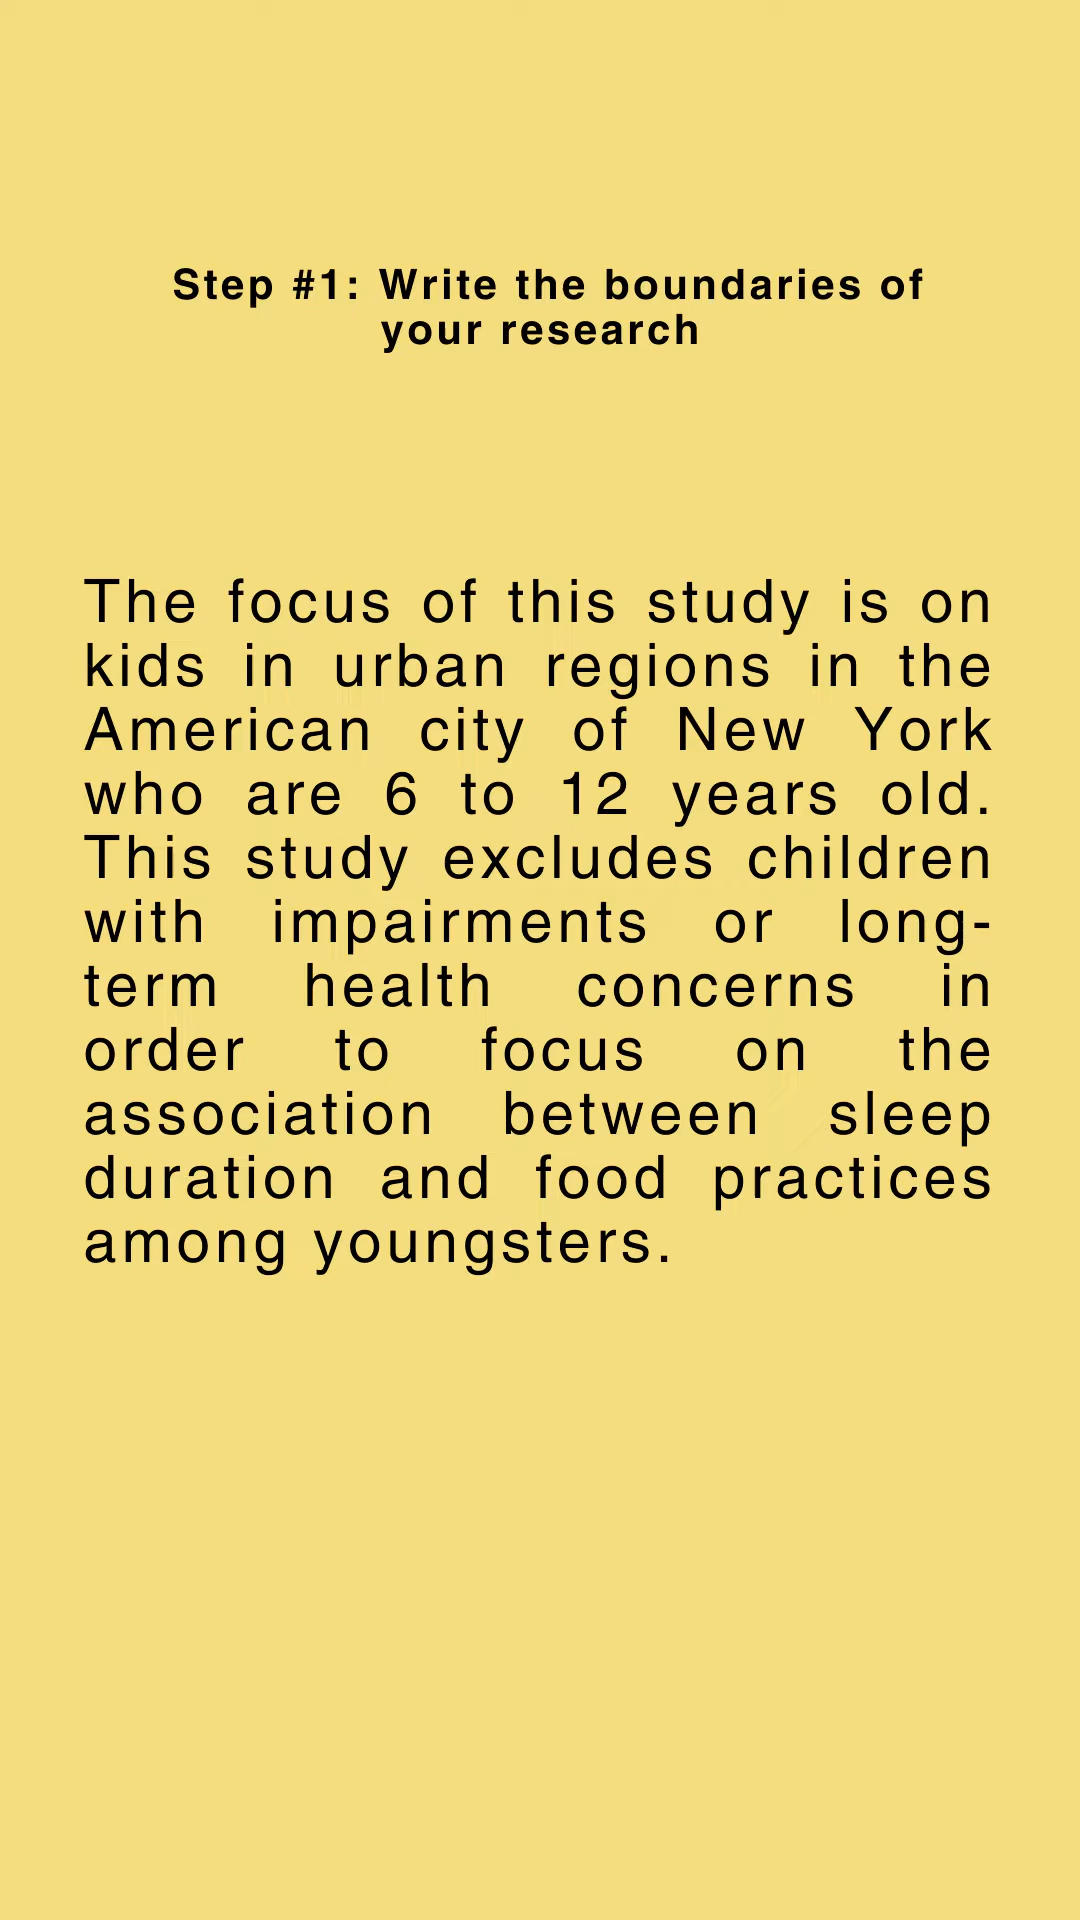 Step #1: Write the boundaries of
your research
The focus of this study is on
kids in urban regions in the
American city of New York
who are 6 to 12 years old.
This study excludes children
with impairments or long-
term health concerns in
order to focus on the
association between sleep
duration and food practices
among youngsters.